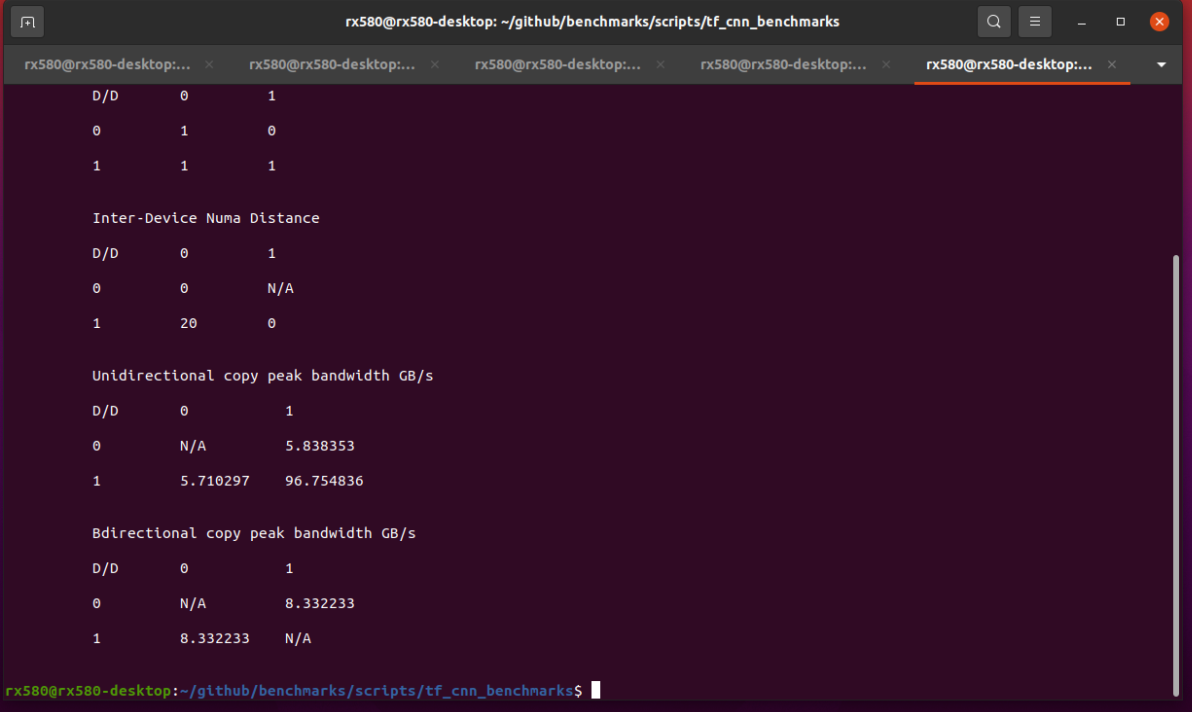 rx580@rx580-desktop: ~/github/benchmarks/scripts/tf_cnn_benchmarks
rx580@rx580-desktop:... × rx580@rx580-desktop:... × rx580@rx580-desktop:... × rx580@rx580-desktop:... × rx580@rx580-desktop:... ×
D/D 0 1
0 1 0
1 1 1
Inter-Device Numa Distance
D/D 0 1
0 0 N/A
1 20 0
Unidirectional copy peak bandwidth GB/s
D/D 0 1
0 N/A 5.838353
1 5.710297 96.754836
Bdirectional copy peak bandwidth GB/s
D/D 0 1
0 N/A 8.332233
1 8.332233 N/A
rx580@rx580-desktop:~/github/benchmarks/scripts/tf_cnn_benchmarks$